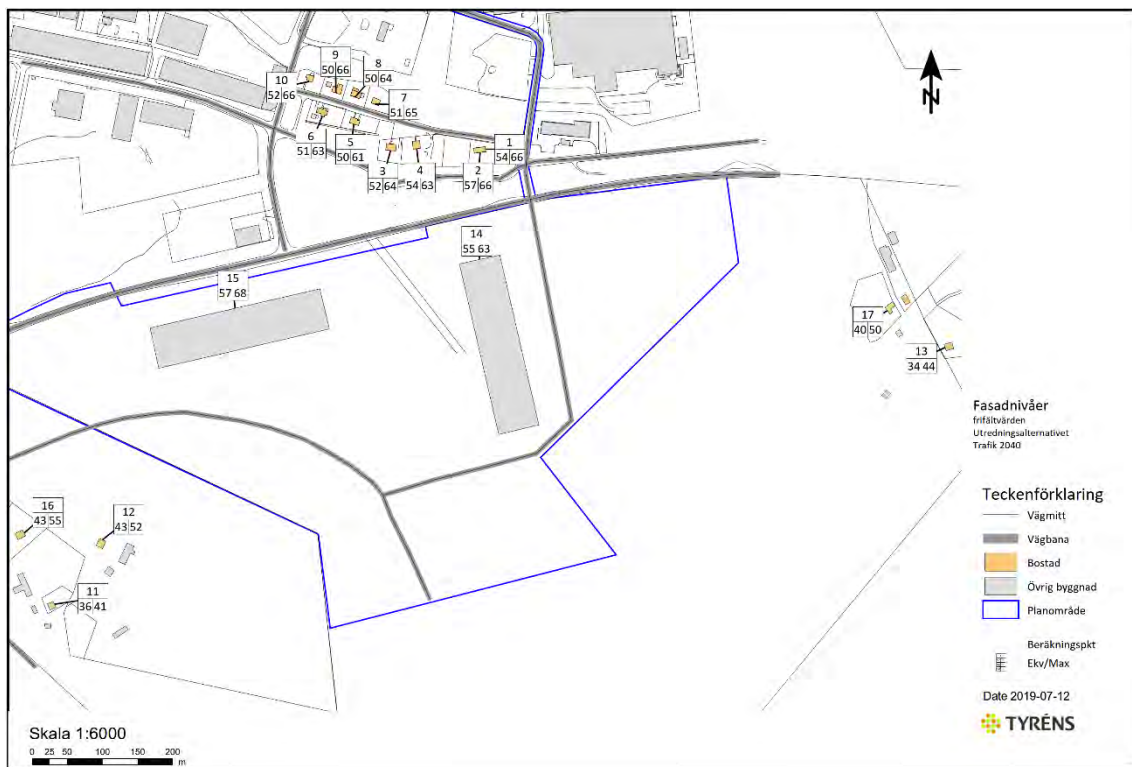 9
50 66
8
50 64
10
52 66
7
51 65
6
51 63
5
50 61
3
52 64
4
54 63
1
54 66
2
57 66
N
14
55 63
15
57 68
17
40 50
13
34 44
16
43 55
12
43 52
11
36 41
Fasadnivåer
frifältvärden
Utredningsalternativet
Trafik 2040
Teckenförklaring
Vägmitt
Vägbana
Bostad
Övrig byggnad
Planområde
Beräkningspkt
Ekv/Max
Date 2019-07-12
TYRÉNS
Skala 1:6000
0 25 50 100 150 200
m